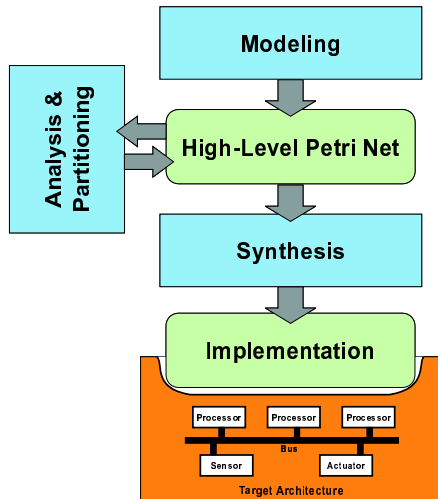 Modeling
Analysis &
Partitioning
High-Level Petri Net
Synthesis
Implementation
Processor Processor Processor
Bus
Sensor Actuator
Target Architecture